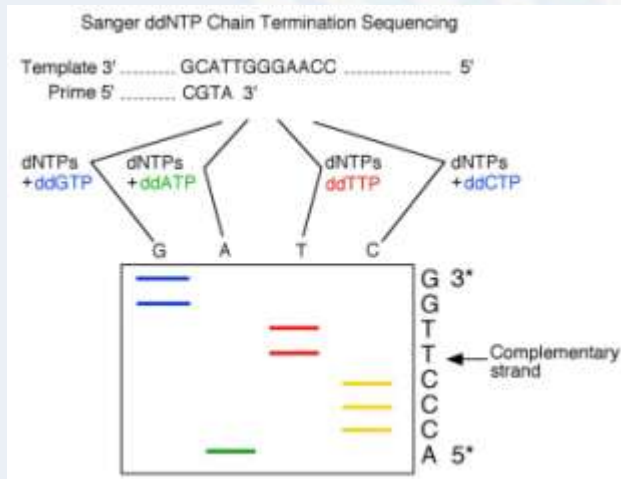 Sanger ddNTP Chain Termination Sequencing
Template 3' ........... GCATTGGGAACC ..................... 5'
Prime 5' .......... CGTA 3'
dNTPs
+ddGTP
dNTPs
+ddATP
dNTPs
ddTTP
dNTPs
+ddCTP
G A T C
G 3*
G
T
T
Complementary
strand
C
C
C
A 5*